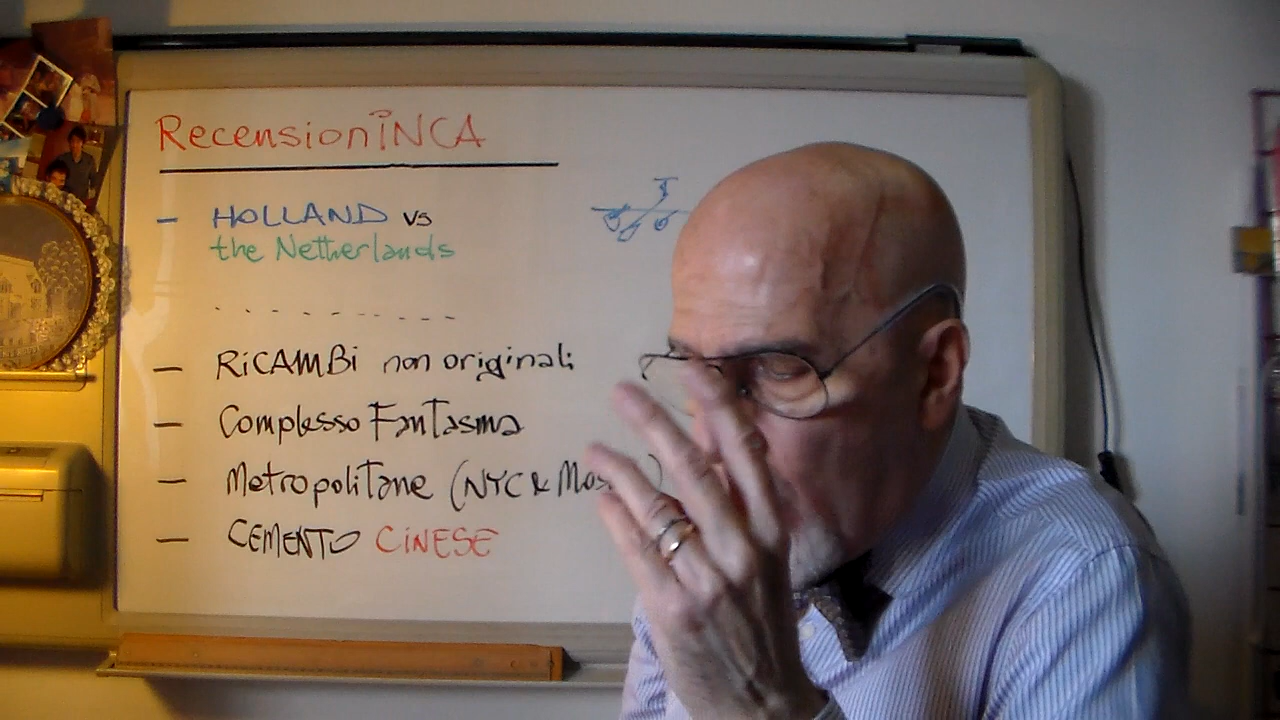 RecensioniNCA
– HOLLAND vs
the Netherlands
– RiCAMBi non originali
– Complesso Fantasma
– Metropolitane (NYC &
– CEMENTO CiNESE